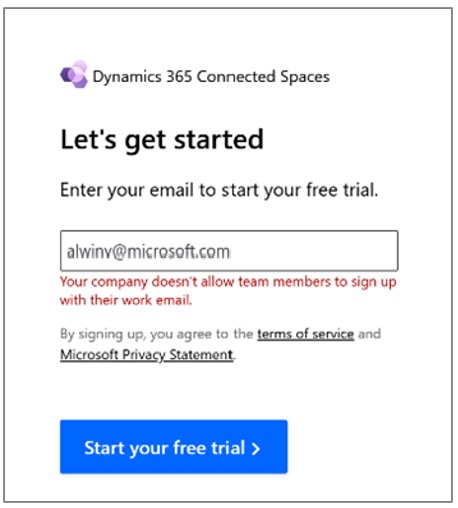 Dynamics 365 Connected Spaces
Let's get started
Enter your email to start your free trial.
alwinv@microsoft.com
Your company doesn't allow team members to sign up
with their work email.
By signing up, you agree to the terms of service and
Microsoft Privacy Statement.
Start your free trial >